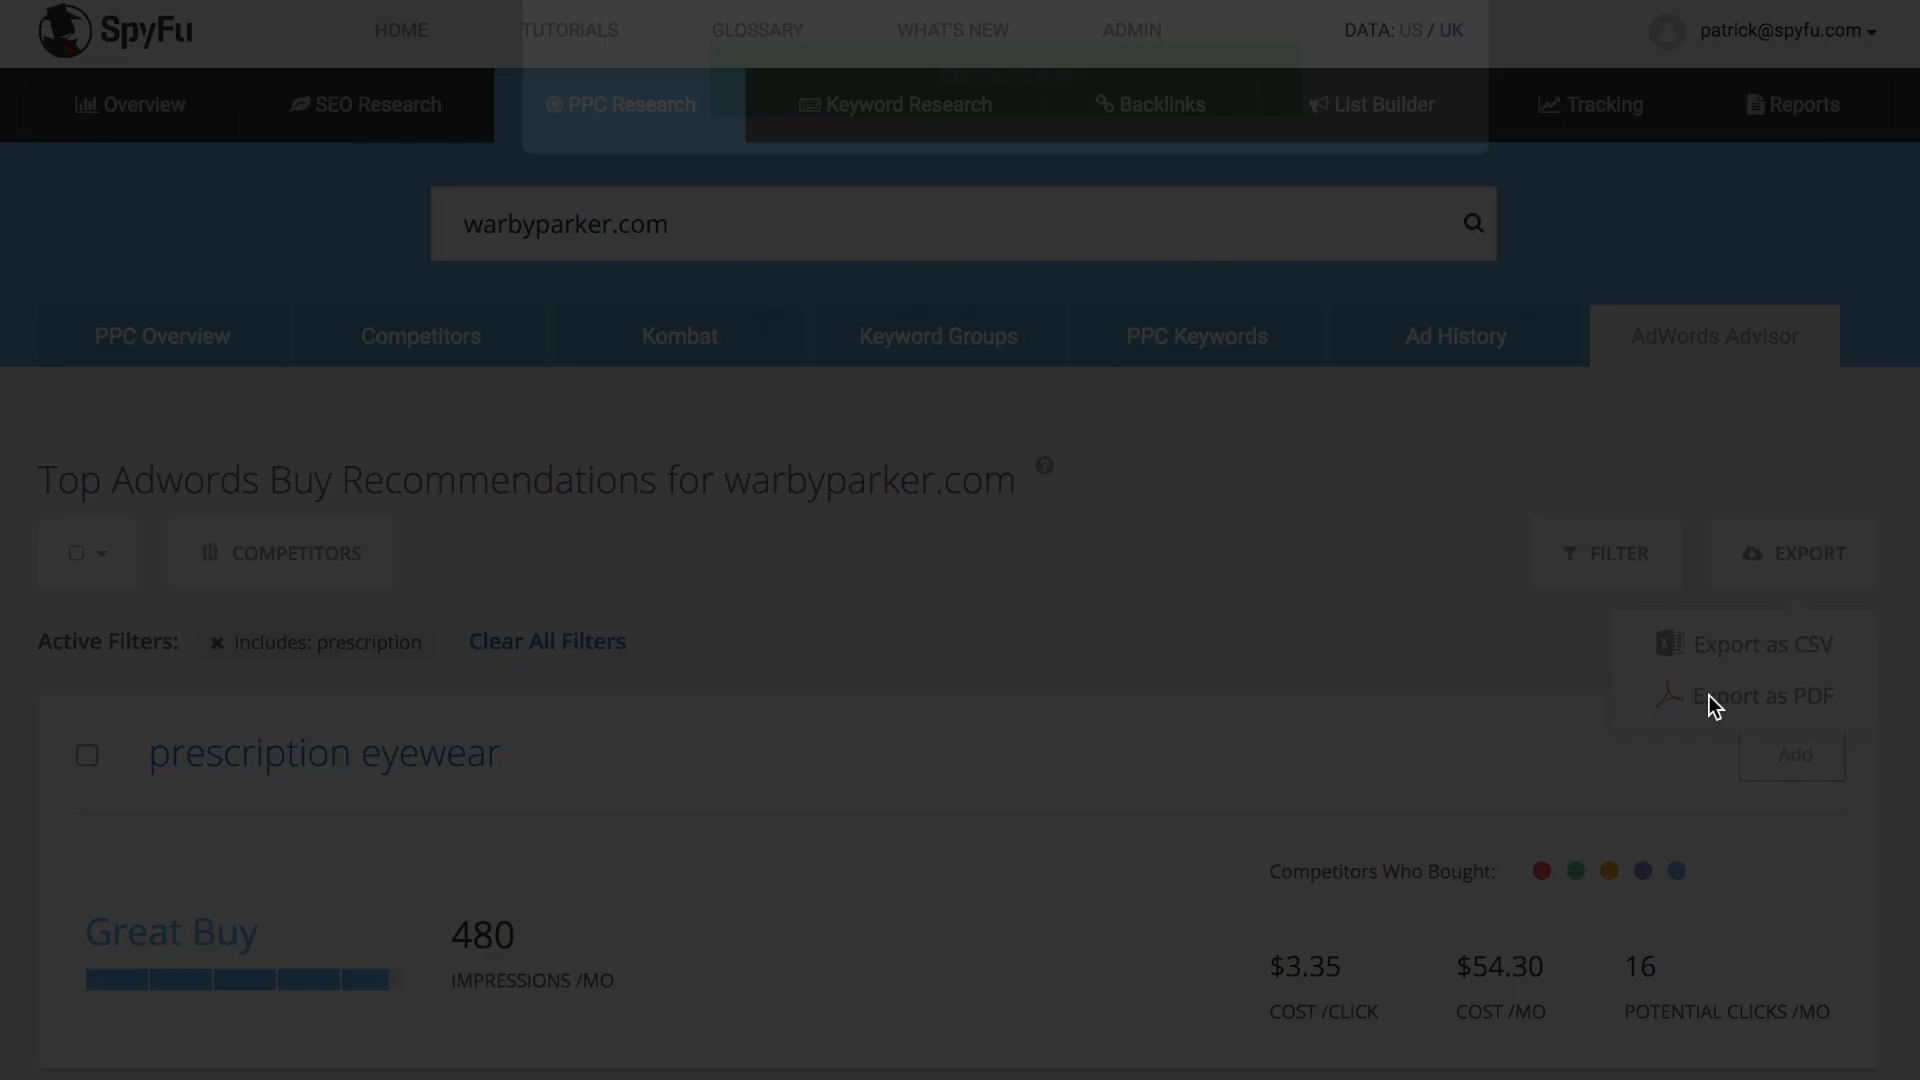 SpyFu
HOME
TUTORIALS
GLOSSARY
WHAT'S NEW
ADMIN
DATA: US / UK
patrick@spyfu.com
Overview
SEO Research
PPC Research
Keyword Research
Backlinks
List Builder
Tracking
Reports
warbyparker.com
PPC Overview
Competitors
Kombat
Keyword Groups
PPC Keywords
Ad History
AdWords Advisor
Top Adwords Buy Recommendations for warbyparker.com ?
COMPETITORS
FILTER
EXPORT
Active Filters:
Includes: prescription
Clear All Filters
Export as CSV
Export as PDF
prescription eyewear
Add
Competitors Who Bought:
Great Buy
480
IMPRESSIONS /MO
$3.35
$54.30
16
COST /CLICK
COST /MO
POTENTIAL CLICKS /MO